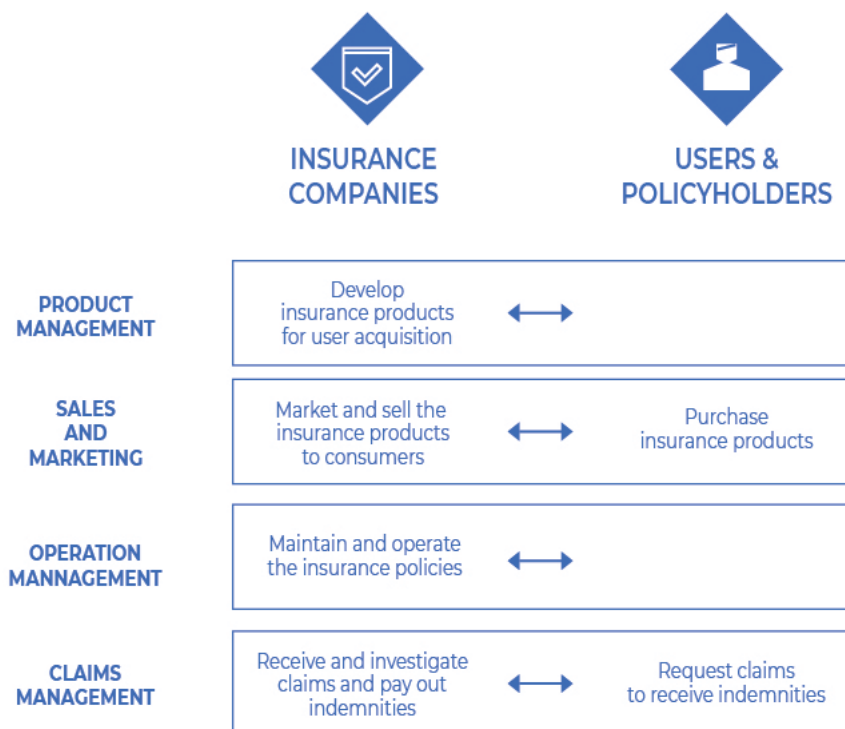 INSURANCE
COMPANIES
USERS &
POLICYHOLDERS
PRODUCT
MANAGEMENT
Develop
insurance products
for user acquisition
SALES
AND
MARKETING
Market and sell the
insurance products
to consumers
Purchase
insurance products
OPERATION
MANNAGEMENT
Maintain and operate
the insurance policies
CLAIMS
MANAGEMENT
Receive and investigate
claims and pay out
indemnities
Request claims
to receive indemnities